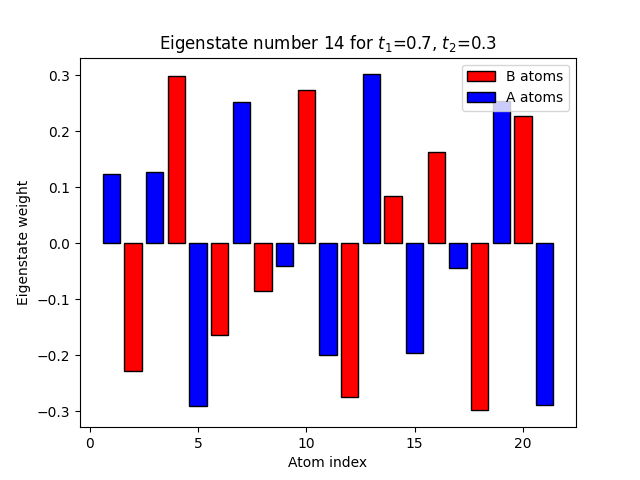 Eigenstate number 14 for t₁=0.7, t₂=0.3
B atoms
A atoms
Eigenstate weight
0.3
0.2
0.1
0.0
−0.1
−0.2
−0.3
0
5
10
15
20
Atom index